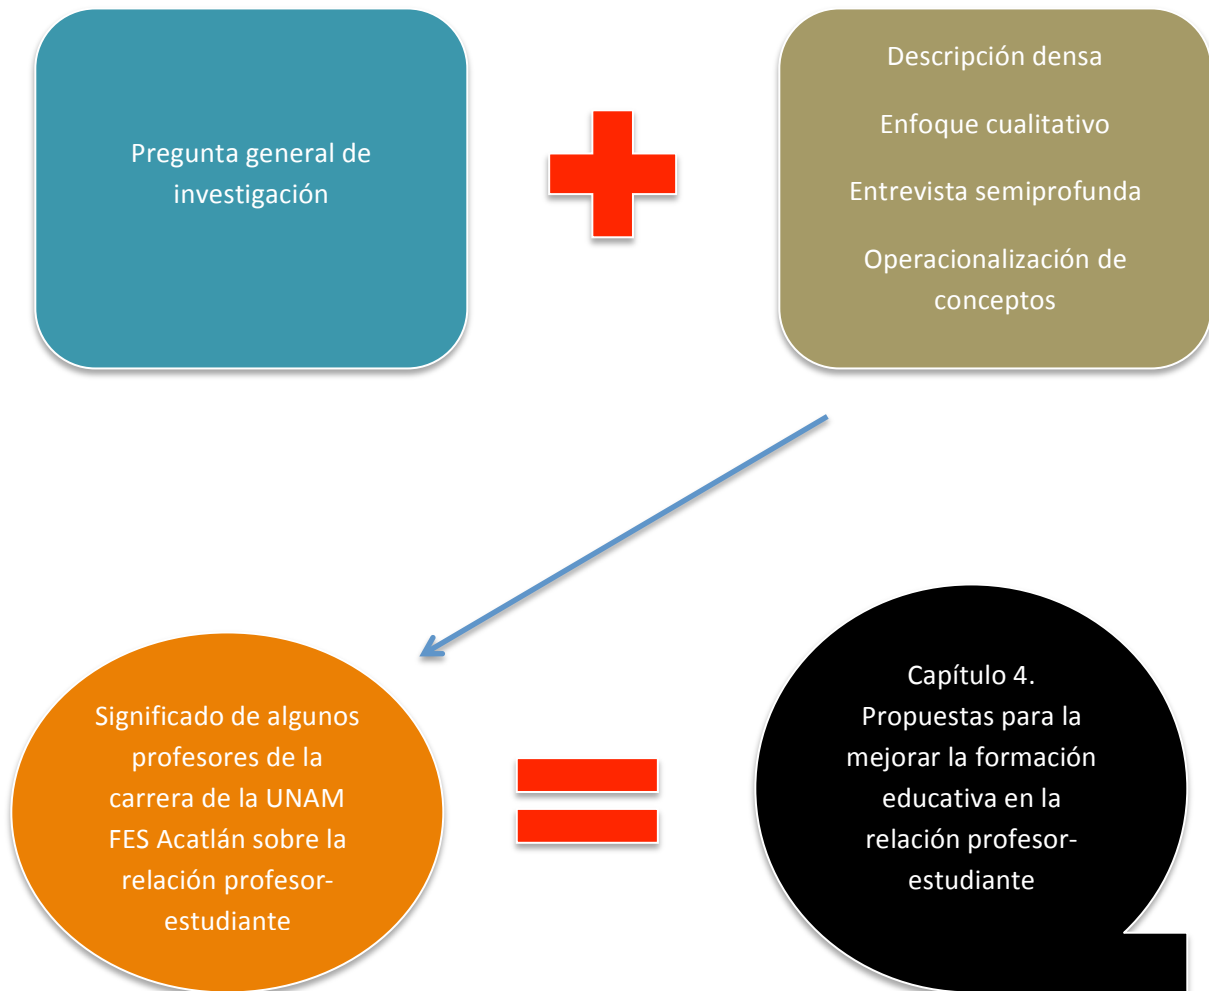 Pregunta general de
investigación
Descripción densa
Enfoque cualitativo
Entrevista semiprofunda
Operacionalización de
conceptos
Significado de algunos
profesores de la
carrera de la UNAM
FES Acatlán sobre la
relación profesor-
estudiante
Capítulo 4.
Propuestas para la
mejorar la formación
educativa en la
relación profesor-
estudiante